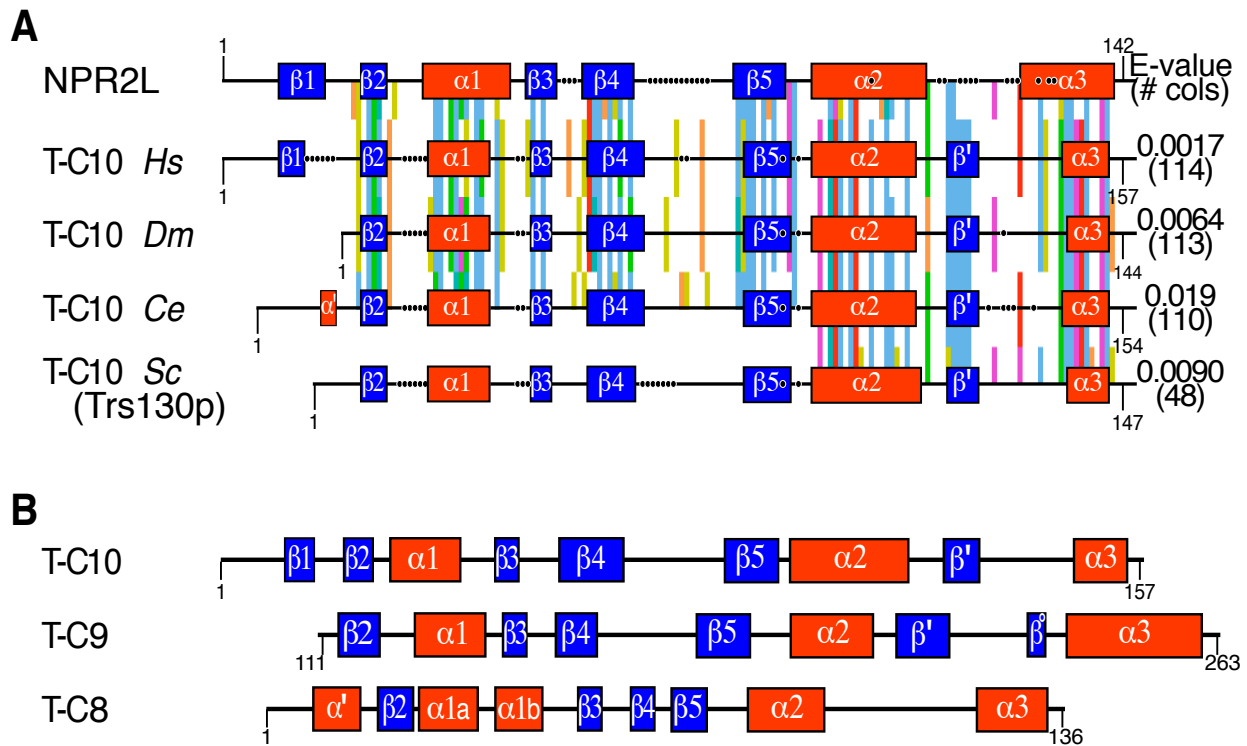 A
1 142
NPR2L β1 β2 α1 β3 β4 β5 α2 α3 E-value
(# cols)
T-C10 Hs β1 β2 α1 β3 β4 β5 α2 β' α3 0.0017
(114)
1 157
T-C10 Dm β2 α1 β3 β4 β5 α2 β' α3 0.0064
(113)
1 144
T-C10 Ce α' β2 α1 β3 β4 β5 α2 β' α3 0.019
(110)
1 154
T-C10 Sc β2 α1 β3 β4 β5 α2 β' α3 0.0090
(Trs130p) (48)
1 147
B
T-C10 β1 β2 α1 β3 β4 β5 α2 β' α3
1 157
T-C9 β2 α1 β3 β4 β5 α2 β' β° α3
111 263
T-C8 α' β2 α1a α1b β3 β4 β5 α2 α3
1 136